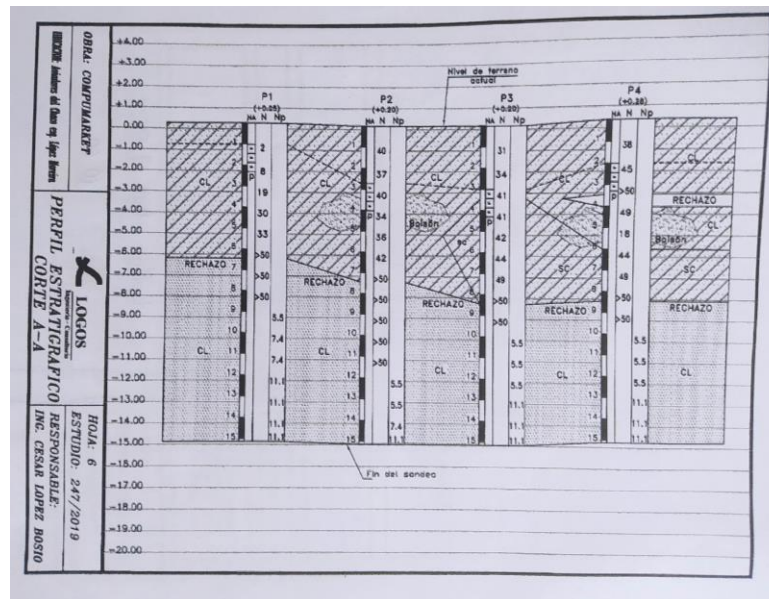 OBRA: COMPUMARKET
PERFIL ESTRATIGRAFICO
CORTE A-A
LOGOS
HOJA: 6
ESTUDIO: 247/2019
RESPONSABLE:
ING. CESAR LOPEZ BOSIO
+4.00
+3.00
+2.00
+1.00
0.00
-1.00
-2.00
-3.00
-4.00
-5.00
-6.00
-7.00
-8.00
-9.00
-10.00
-11.00
-12.00
-13.00
-14.00
-15.00
-16.00
-17.00
-18.00
-19.00
-20.00
Nivel de terreno
actual
P1
(+0.25)
NA N Np
2
8
19
30
33
>50
>50
>50
5.5
7.4
7.4
11.1
11.1
11.1
11.1
CL
RECHAZO
CL
P2
(+0.20)
NA N Np
40
37
40
34
36
42
>50
>50
>50
>50
>50
5.5
5.5
7.4
11.1
CL
RECHAZO
CL
P3
(+0.20)
NA N Np
31
34
41
41
42
44
49
>50
>50
5.5
5.5
5.5
11.1
11.1
11.1
CL
Bolsón
RECHAZO
CL
P4
(+0.28)
NA N Np
38
45
>50
49
18
44
48
>50
>50
5.5
5.5
5.5
11.1
11.1
CL
SC
RECHAZO
CL
CL
RECHAZO
CL
Bolsón
SC
RECHAZO
CL
Fin del sondeo